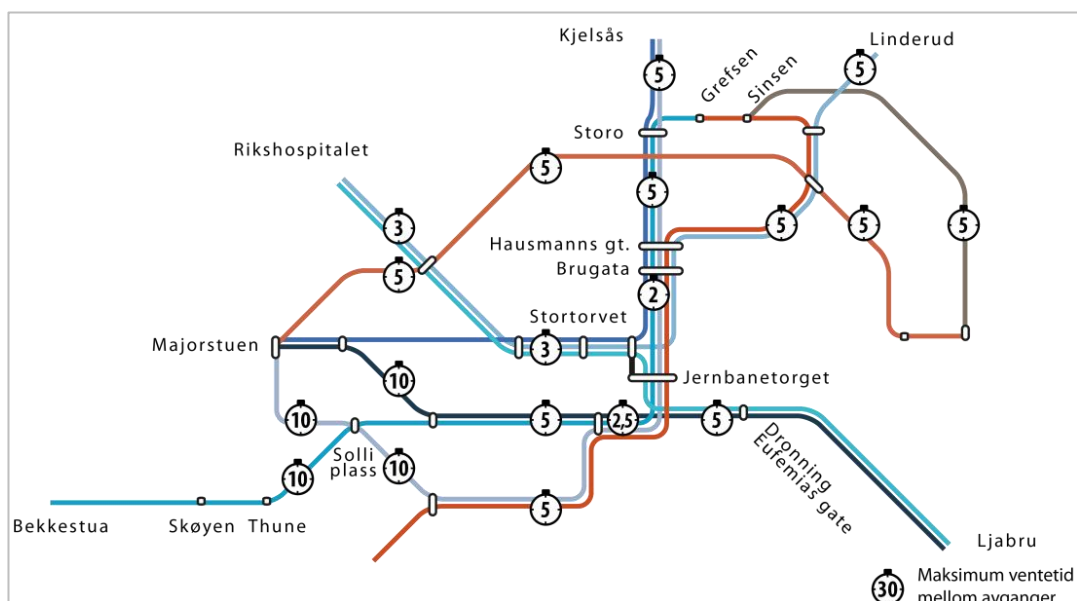 Kjelsås
Linderud
5
5
Grefsen
Sinsen
Storo
Rikshospitalet
5
5
3
5
5
5
Hausmanns gt.
5
Brugata
2
Stortorvet
Majorstuen
3
Jernbanetorget
10
10
5
2,5
5
Solli
plass
10
10
Dronning
Eufemias gate
5
Bekkestua
Skøyen
Thune
Ljabru
30
Maksimum ventetid
mellom avganger